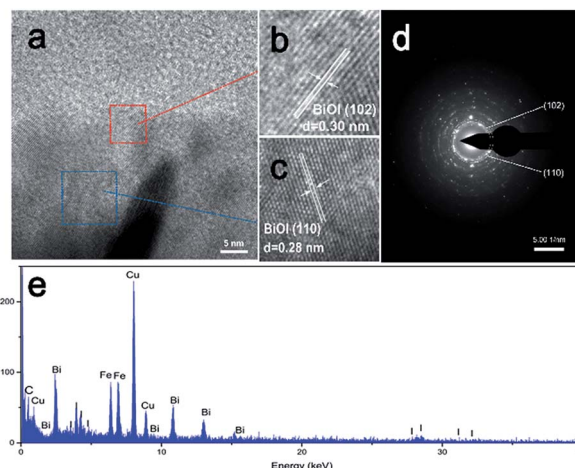 a
5 nm
b
BiOI (102)
d=0.30 nm
c
BiOI (110)
d=0.28 nm
d
(102)
(110)
5.00 1/nm
e
200
100
0
C
Cu
Bi
Bi
I
I
I
I
Fe
Fe
Cu
Cu
Bi
Bi
Bi
Bi
I
I
I
I
0
10
20
30
Energy (keV)